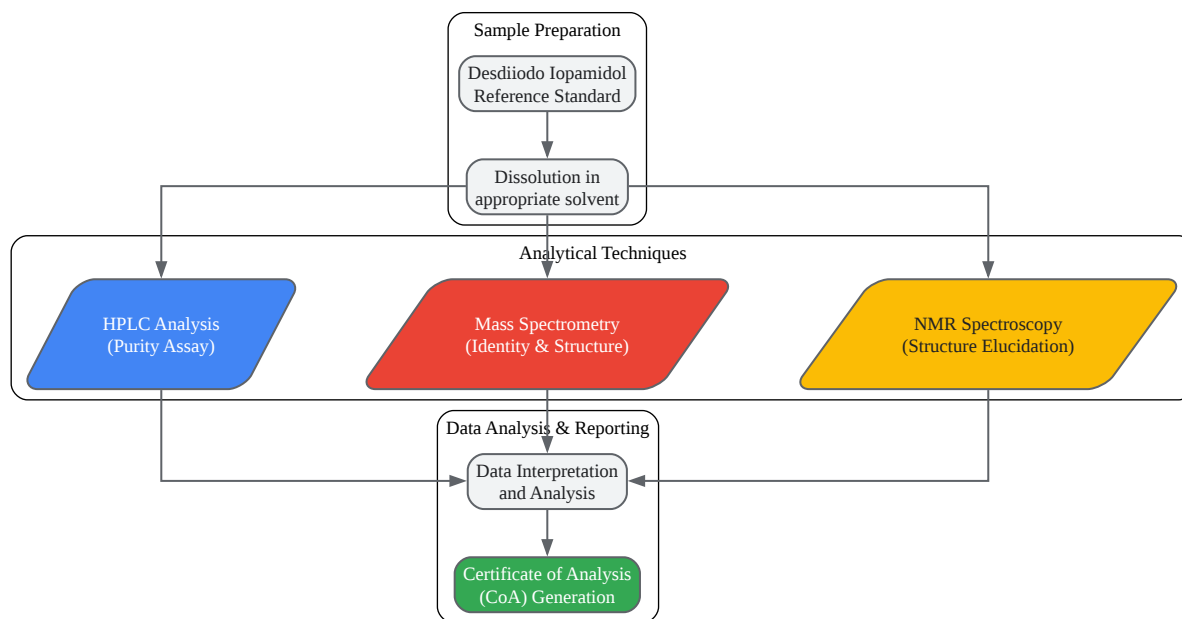 Sample Preparation
Desdiiodo Iopamidol
Reference Standard
Dissolution in
appropriate solvent
Analytical Techniques
HPLC Analysis
(Purity Assay)
Mass Spectrometry
(Identity & Structure)
NMR Spectroscopy
(Structure Elucidation)
Data Analysis & Reporting
Data Interpretation
and Analysis
Certificate of Analysis
(CoA) Generation